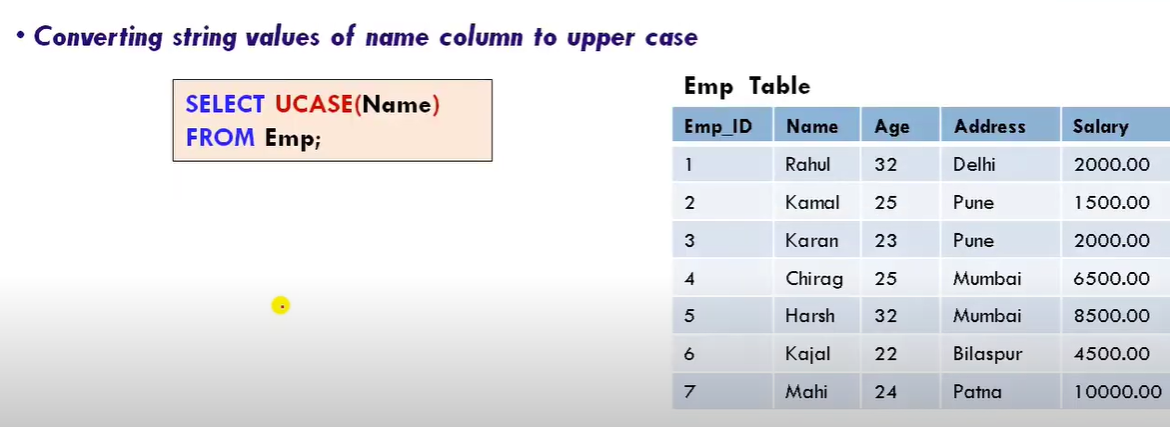 • Converting string values of name column to upper case
SELECT UCASE(Name)
FROM Emp;
Emp Table
Emp_ID Name Age Address Salary
1 Rahul 32 Delhi 2000.00
2 Kamal 25 Pune 1500.00
3 Karan 23 Pune 2000.00
4 Chirag 25 Mumbai 6500.00
5 Harsh 32 Mumbai 8500.00
6 Kajal 22 Bilaspur 4500.00
7 Mahi 24 Patna 10000.00